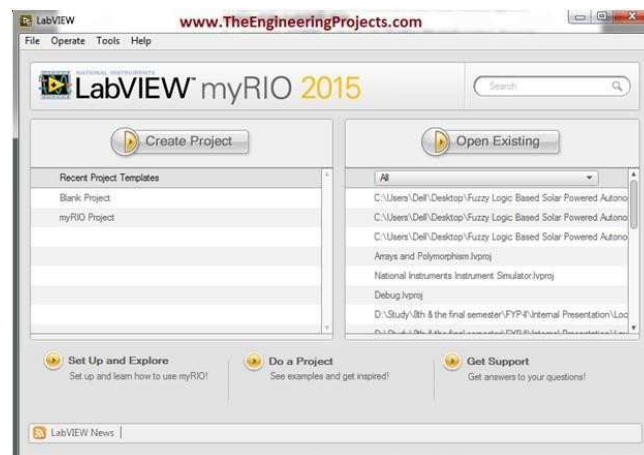 LabVIEW
www.TheEngineeringProjects.com
File Operate Tools Help
NATIONAL INSTRUMENTS
LabVIEW™ myRIO 2015
Search
Create Project
Open Existing
Recent Project Templates
All
Blank Project
myRIO Project
C:\Users\Dell\Desktop\Fuzzy Logic Based Solar Powered Autono
C:\Users\Dell\Desktop\Fuzzy Logic Based Solar Powered Autono
C:\Users\Dell\Desktop\Fuzzy Logic Based Solar Powered Autono
Arrays and Polymorphism.lvproj
National Instruments Instrument Simulator.lvproj
Debug.lvproj
D:\Study\8th & the final semester\FYP-II\Internal Presentation\Loc
Set Up and Explore
Set up and learn how to use myRIO!
Do a Project
See examples and get inspired!
Get Support
Get answers to your questions!
LabVIEW News